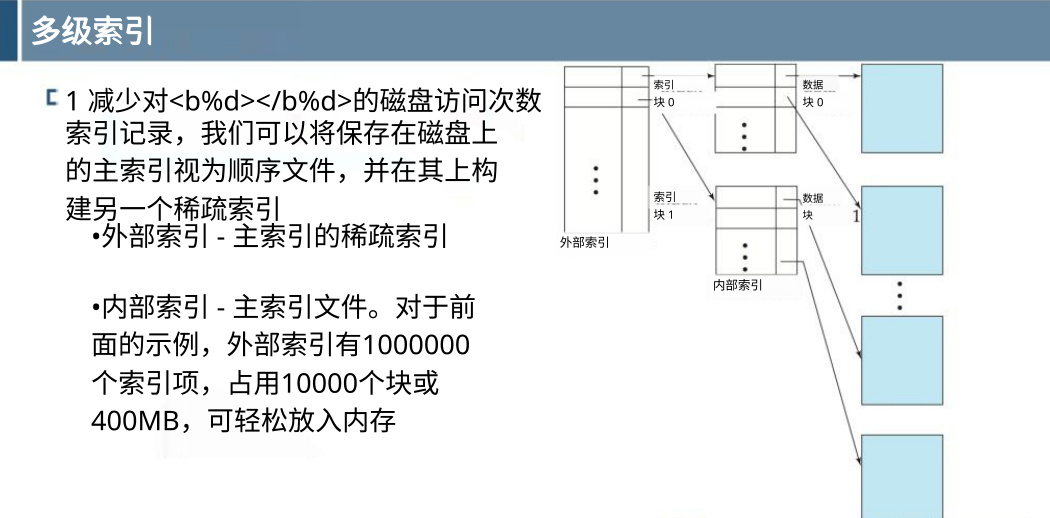 多级索引
1 减少对<b%d></b%d>的磁盘访问次数
索引记录，我们可以将保存在磁盘上
的主索引视为顺序文件，并在其上构
建另一个稀疏索引
•外部索引 - 主索引的稀疏索引
•内部索引 - 主索引文件。对于前
面的示例，外部索引有1000000
个索引项，占用10000个块或
400MB，可轻松放入内存
索引
块 0
数据
块 0
索引
块 1
数据
块
1
外部索引
内部索引